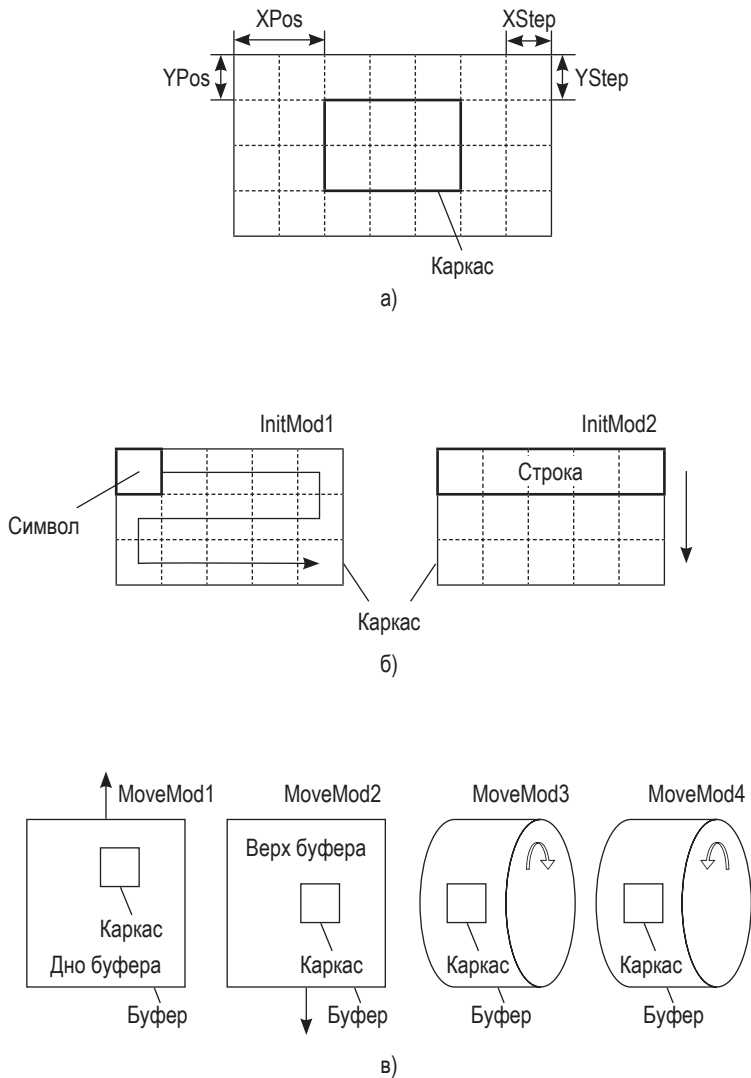 XPos XStep
YPos YStep
Каркас
а)
InitMod1 InitMod2
Строка
Символ
Каркас
б)
MoveMod1 MoveMod2 MoveMod3 MoveMod4
Верх буфера
Каркас
Дно буфера Каркас Каркас Каркас
Буфер Буфер Буфер Буфер
в)